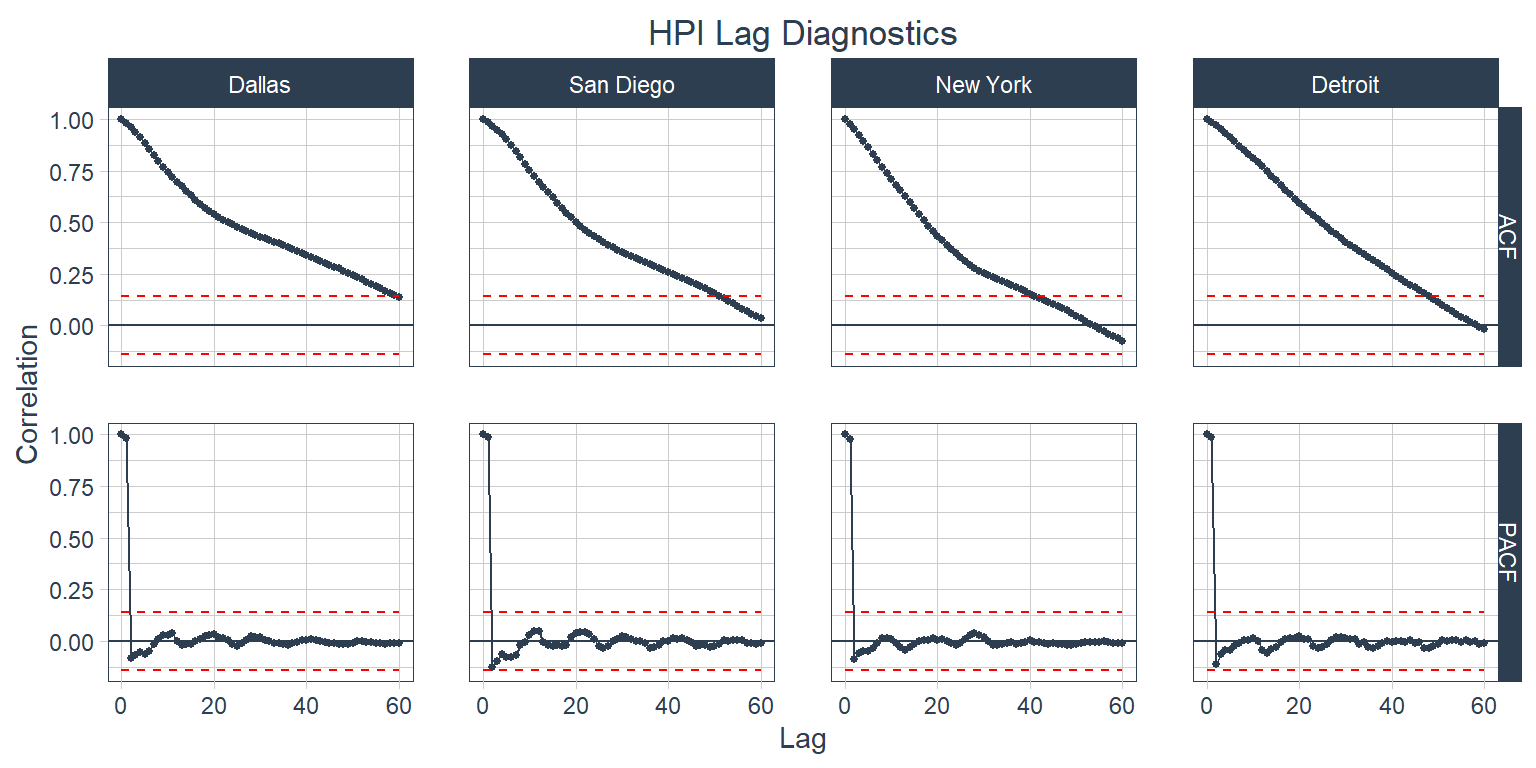 HPI Lag Diagnostics
Dallas San Diego New York Detroit
1.00
0.75
0.50
0.25
0.00
ACF
Correlation
1.00
0.75
0.50
0.25
0.00
PACF
0 20 40 60 0 20 40 60 0 20 40 60 0 20 40 60
Lag